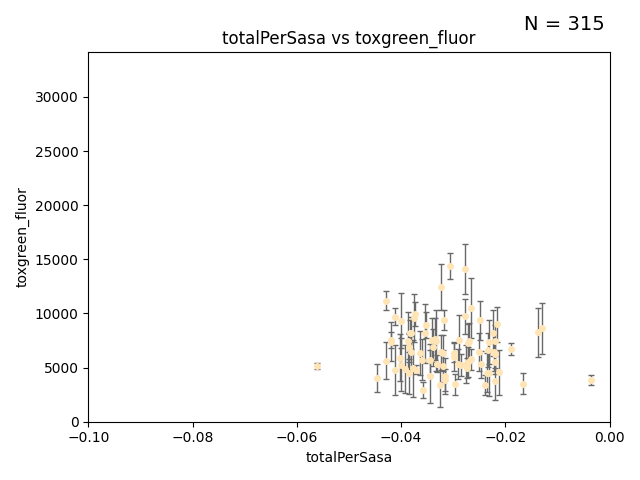 N = 315
totalPerSasa vs toxgreen_fluor
30000
25000
20000
15000
10000
5000
0
toxgreen_fluor
−0.10 −0.08 −0.06 −0.04 −0.02 0.00
totalPerSasa